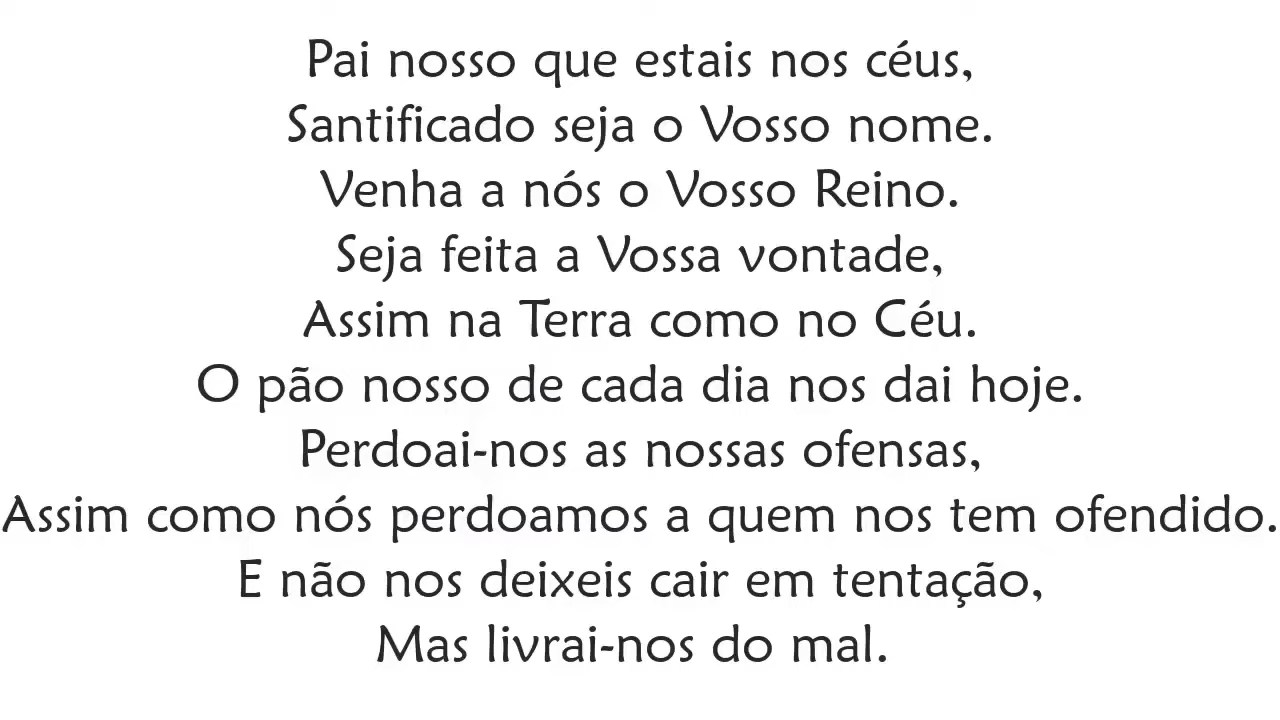 Pai nosso que estais nos céus,
Santificado seja o Vosso nome.
Venha a nós o Vosso Reino.
Seja feita a Vossa vontade,
Assim na Terra como no Céu.
O pão nosso de cada dia nos dai hoje.
Perdoai-nos as nossas ofensas,
Assim como nós perdoamos a quem nos tem ofendido.
E não nos deixeis cair em tentação,
Mas livrai-nos do mal.